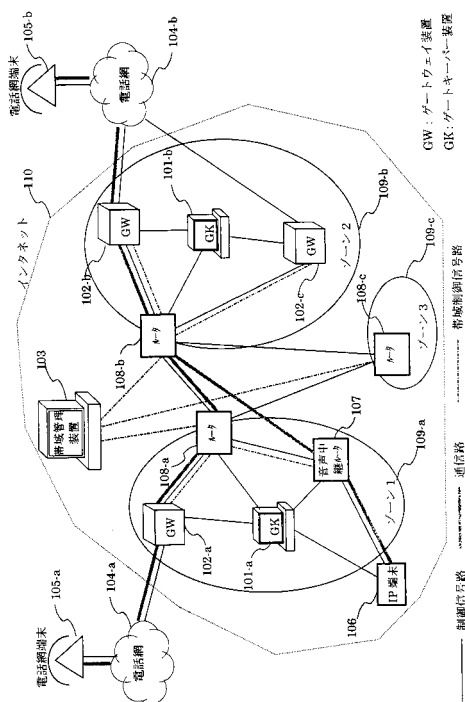 電話網端末
105-a
104-a
電話網
電話網端末
105-b
104-b
電話網
インタネット
110
103
帯域管理
装置
GW
102-a
GK
101-a
108-a
ルータ
音声中
継ルータ
107
IP 端末
106
ゾーン 1
109-a
108-b
ルータ
GW
102-b
GK
101-b
GW
102-c
ゾーン 2
109-b
108-c
ルータ
ゾーン 3
109-c
GW：ゲートウェイ装置
GK：ゲートキーパー装置
制御信号路
通信路
帯域制御信号路